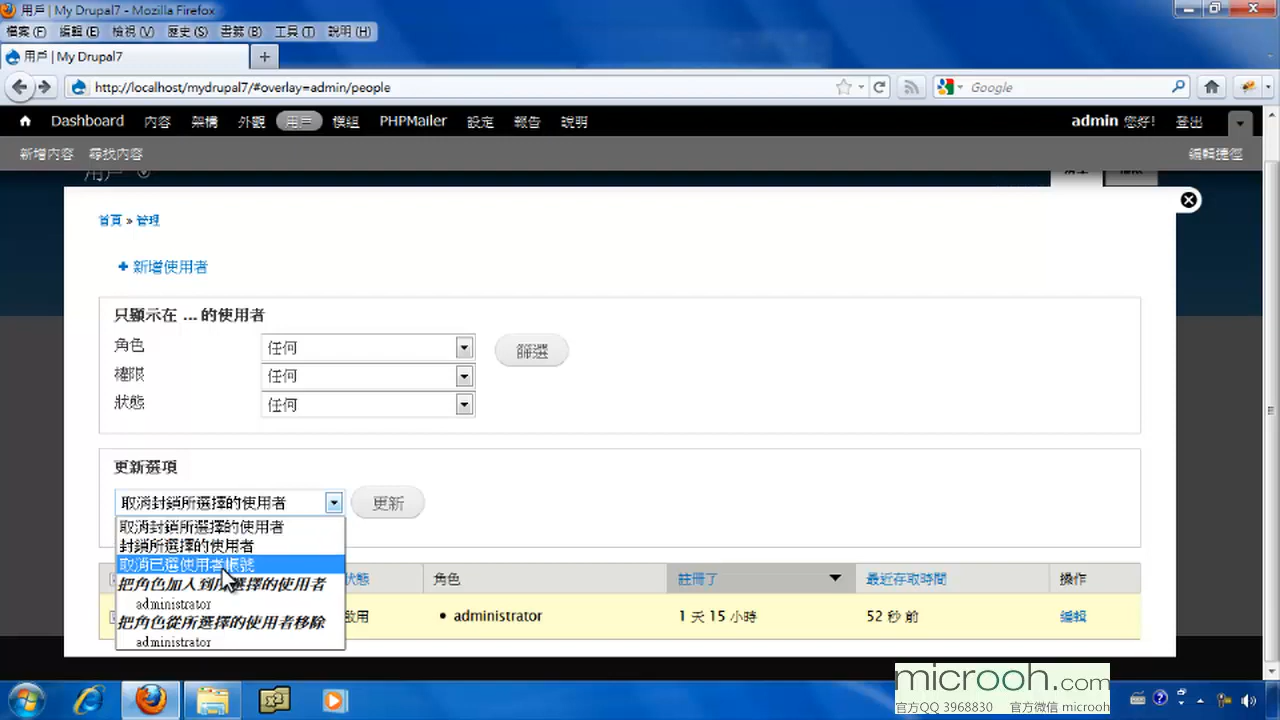 用戶 | My Drupal7 - Mozilla Firefox
檔案(F) 編輯(E) 檢視(V) 歷史(S) 書籤(B) 工具(T) 說明(H)
用戶 | My Drupal7
http://localhost/mydrupal7/#overlay=admin/people
Google
Dashboard 內容 架構 外觀 用戶 模組 PHPMailer 設定 報告 說明 admin 您好! 登出
新增內容 尋找內容 編輯捷徑
用戶
首頁 » 管理
+ 新增使用者
只顯示在 ... 的使用者
角色 任何 篩選
權限 任何
狀態 任何
更新選項
取消封鎖所選擇的使用者 更新
取消封鎖所選擇的使用者
封鎖所選擇的使用者
取消已選使用者帳號
把角色加入到所選擇的使用者
administrator
把角色從所選擇的使用者移除
administrator
狀態 角色 註冊了 最近存取時間 操作
啟用 • administrator 1 天 15 小時 52 秒 前 編輯
microoh.com
官方QQ 3968830 官方微信 microoh